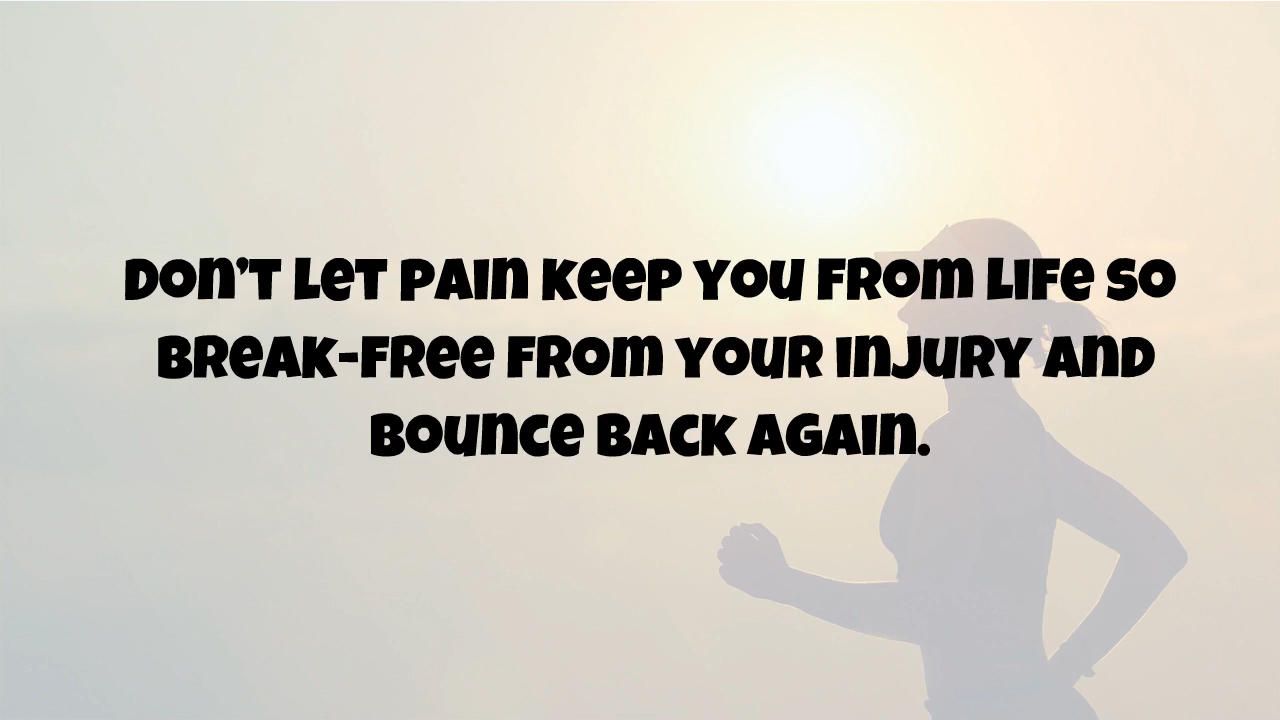 Don't let pain keep you from life so
break-free from your injury and
bounce back again.